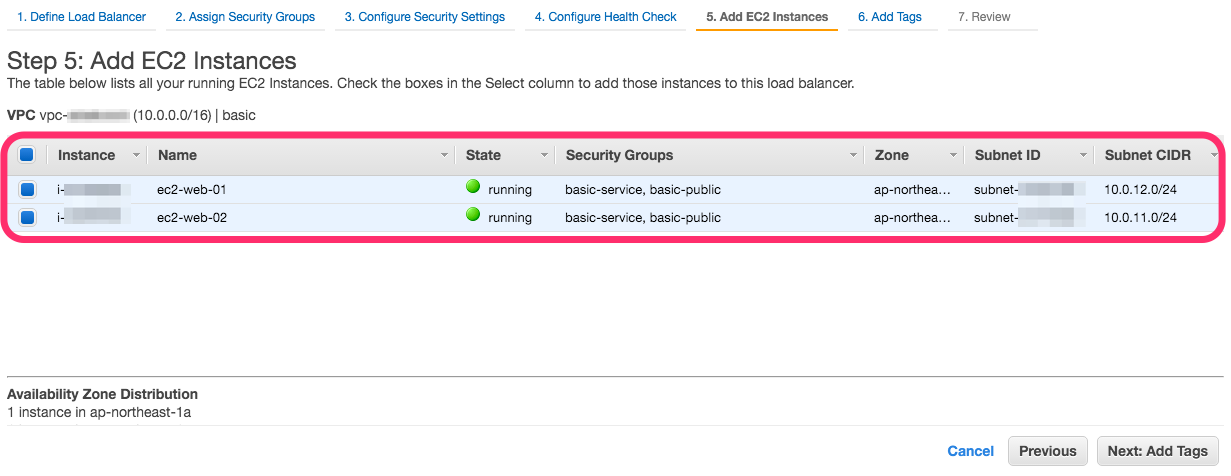 1. Define Load Balancer 2. Assign Security Groups 3. Configure Security Settings 4. Configure Health Check 5. Add EC2 Instances 6. Add Tags 7. Review
Step 5: Add EC2 Instances
The table below lists all your running EC2 Instances. Check the boxes in the Select column to add those instances to this load balancer.
VPC vpc- (10.0.0.0/16) | basic
Instance Name State Security Groups Zone Subnet ID Subnet CIDR
i- ec2-web-01 running basic-service, basic-public ap-northea... subnet- 10.0.12.0/24
i- ec2-web-02 running basic-service, basic-public ap-northea... subnet- 10.0.11.0/24
Availability Zone Distribution
1 instance in ap-northeast-1a
Cancel Previous Next: Add Tags